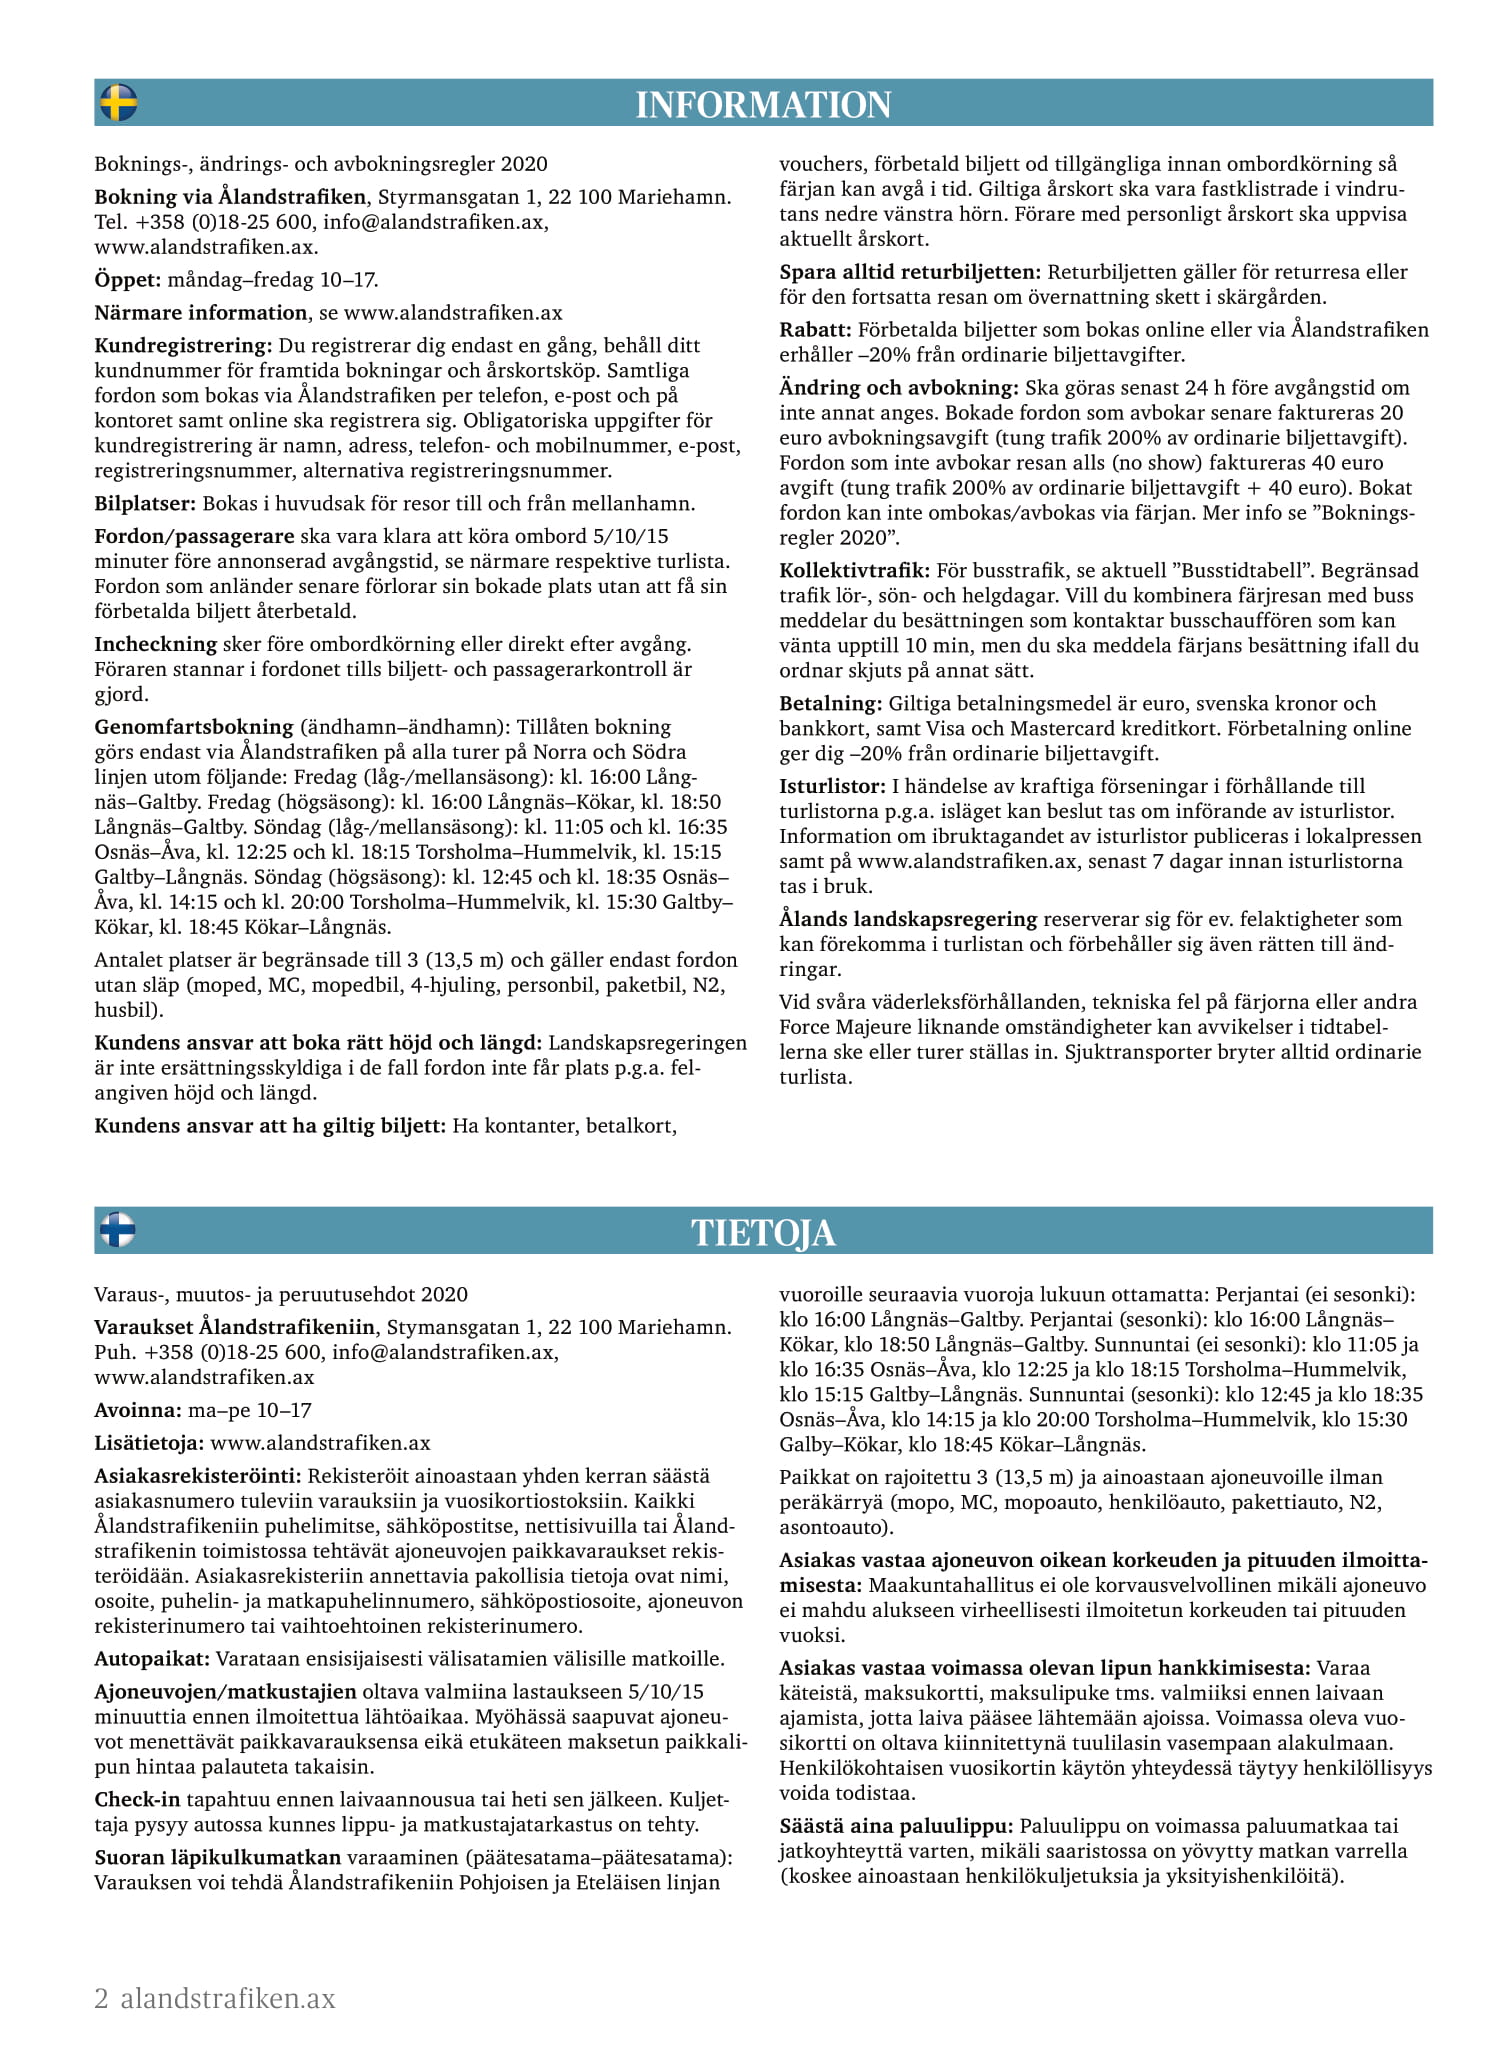 INFORMATION
Boknings-, ändrings- och avbokningsregler 2020
Bokning via Ålandstrafiken, Styrmansgatan 1, 22 100 Mariehamn.
Tel. +358 (0)18-25 600, info@alandstrafiken.ax,
www.alandstrafiken.ax.
Öppet: måndag–fredag 10–17.
Närmare information, se www.alandstrafiken.ax
Kundregistrering: Du registrerar dig endast en gång, behåll ditt
kundnummer för framtida bokningar och årskortsköp. Samtliga
fordon som bokas via Ålandstrafiken per telefon, e-post och på
kontoret samt online ska registrera sig. Obligatoriska uppgifter för
kundregistrering är namn, adress, telefon- och mobilnummer, e-post,
registreringsnummer, alternativa registreringsnummer.
Bilplatser: Bokas i huvudsak för resor till och från mellanhamn.
Fordon/passagerare ska vara klara att köra ombord 5/10/15
minuter före annonserad avgångstid, se närmare respektive turlista.
Fordon som anländer senare förlorar sin bokade plats utan att få sin
förbetalda biljett återbetald.
Incheckning sker före ombordkörning eller direkt efter avgång.
Föraren stannar i fordonet tills biljett- och passagerarkontroll är
gjord.
Genomfartsbokning (ändhamn–ändhamn): Tillåten bokning
görs endast via Ålandstrafiken på alla turer på Norra och Södra
linjen utom följande: Fredag (låg-/mellansäsong): kl. 16:00 Lång-
näs–Galtby. Fredag (högsäsong): kl. 16:00 Långnäs–Kökar, kl. 18:50
Långnäs–Galtby. Söndag (låg-/mellansäsong): kl. 11:05 och kl. 16:35
Osnäs–Åva, kl. 12:25 och kl. 18:15 Torsholma–Hummelvik, kl. 15:15
Galtby–Långnäs. Söndag (högsäsong): kl. 12:45 och kl. 18:35 Osnäs–
Åva, kl. 14:15 och kl. 20:00 Torsholma–Hummelvik, kl. 15:30 Galtby–
Kökar, kl. 18:45 Kökar–Långnäs.
Antalet platser är begränsade till 3 (13,5 m) och gäller endast fordon
utan släp (moped, MC, mopedbil, 4-hjuling, personbil, paketbil, N2,
husbil).
Kundens ansvar att boka rätt höjd och längd: Landskapsregeringen
är inte ersättningsskyldiga i de fall fordon inte får plats p.g.a. fel-
angiven höjd och längd.
Kundens ansvar att ha giltig biljett: Ha kontanter, betalkort,
vouchers, förbetald biljett od tillgängliga innan ombordkörning så
färjan kan avgå i tid. Giltiga årskort ska vara fastklistrade i vindru-
tans nedre vänstra hörn. Förare med personligt årskort ska uppvisa
aktuellt årskort.
Spara alltid returbiljetten: Returbiljetten gäller för returresa eller
för den fortsatta resan om övernattning skett i skärgården.
Rabatt: Förbetalda biljetter som bokas online eller via Ålandstrafiken
erhåller –20% från ordinarie biljettavgifter.
Ändring och avbokning: Ska göras senast 24 h före avgångstid om
inte annat anges. Bokade fordon som avbokar senare faktureras 20
euro avbokningsavgift (tung trafik 200% av ordinarie biljettavgift).
Fordon som inte avbokar resan alls (no show) faktureras 40 euro
avgift (tung trafik 200% av ordinarie biljettavgift + 40 euro). Bokat
fordon kan inte ombokas/avbokas via färjan. Mer info se ”Boknings-
regler 2020”.
Kollektivtrafik: För busstrafik, se aktuell ”Busstidtabell”. Begränsad
trafik lör-, sön- och helgdagar. Vill du kombinera färjresan med buss
meddelar du besättningen som kontaktar busschauffören som kan
vänta upptill 10 min, men du ska meddela färjans besättning ifall du
ordnar skjuts på annat sätt.
Betalning: Giltiga betalningsmedel är euro, svenska kronor och
bankkort, samt Visa och Mastercard kreditkort. Förbetalning online
ger dig –20% från ordinarie biljettavgift.
Isturlistor: I händelse av kraftiga förseningar i förhållande till
turlistorna p.g.a. isläget kan beslut tas om införande av isturlistor.
Information om ibruktagandet av isturlistor publiceras i lokalpressen
samt på www.alandstrafiken.ax, senast 7 dagar innan isturlistorna
tas i bruk.
Ålands landskapsregering reserverar sig för ev. felaktigheter som
kan förekomma i turlistan och förbehåller sig även rätten till änd-
ringar.
Vid svåra väderleksförhållanden, tekniska fel på färjorna eller andra
Force Majeure liknande omständigheter kan avvikelser i tidtabel-
lerna ske eller turer ställas in. Sjuktransporter bryter alltid ordinarie
turlista.
TIETOJA
Varaus-, muutos- ja peruutusehdot 2020
Varaukset Ålandstrafikeniin, Stymansgatan 1, 22 100 Mariehamn.
Puh. +358 (0)18-25 600, info@alandstrafiken.ax,
www.alandstrafiken.ax
Avoinna: ma–pe 10–17
Lisätietoja: www.alandstrafiken.ax
Asiakasrekisteröinti: Rekisteröit ainoastaan yhden kerran säästä
asiakasnumero tuleviin varauksiin ja vuosikortiostoksiin. Kaikki
Ålandstrafikeniin puhelimitse, sähköpostitse, nettisivuilla tai Åland-
strafikenin toimistossa tehtävät ajoneuvojen paikkavaraukset rekis-
teröidään. Asiakasrekisteriin annettavia pakollisia tietoja ovat nimi,
osoite, puhelin- ja matkapuhelinnumero, sähköpostiosoite, ajoneuvon
rekisterinumero tai vaihtoehtoinen rekisterinumero.
Autopaikat: Varataan ensisijaisesti välisatamien välisille matkoille.
Ajoneuvojen/matkustajien oltava valmiina lastaukseen 5/10/15
minuuttia ennen ilmoitettua lähtöaikaa. Myöhässä saapuvat ajoneu-
vot menettävät paikkavarauksensa eikä etukäteen maksetun paikkali-
pun hintaa palauteta takaisin.
Check-in tapahtuu ennen laivaannousua tai heti sen jälkeen. Kuljet-
taja pysyy autossa kunnes lippu- ja matkustajatarkastus on tehty.
Suoran läpikulkumatkan varaaminen (päätesatama–päätesatama):
Varauksen voi tehdä Ålandstrafikeniin Pohjoisen ja Eteläisen linjan
vuoroille seuraavia vuoroja lukuun ottamatta: Perjantai (ei sesonki):
klo 16:00 Långnäs–Galtby. Perjantai (sesonki): klo 16:00 Långnäs–
Kökar, klo 18:50 Långnäs–Galtby. Sunnuntai (ei sesonki): klo 11:05 ja
klo 16:35 Osnäs–Åva, klo 12:25 ja klo 18:15 Torsholma–Hummelvik,
klo 15:15 Galtby–Långnäs. Sunnuntai (sesonki): klo 12:45 ja klo 18:35
Osnäs–Åva, klo 14:15 ja klo 20:00 Torsholma–Hummelvik, klo 15:30
Galby–Kökar, klo 18:45 Kökar–Långnäs.
Paikkat on rajoitettu 3 (13,5 m) ja ainoastaan ajoneuvoille ilman
peräkärryä (mopo, MC, mopoauto, henkilöauto, pakettiauto, N2,
asontoauto).
Asiakas vastaa ajoneuvon oikean korkeuden ja pituuden ilmoitta-
misesta: Maakuntahallitus ei ole korvausvelvollinen mikäli ajoneuvo
ei mahdu alukseen virheellisesti ilmoitetun korkeuden tai pituuden
vuoksi.
Asiakas vastaa voimassa olevan lipun hankkimisesta: Varaa
käteistä, maksukortti, maksulipuke tms. valmiiksi ennen laivaan
ajamista, jotta laiva pääsee lähtemään ajoissa. Voimassa oleva vuo-
sikortti on oltava kiinnitettynä tuulilasin vasempaan alakulmaan.
Henkilökohtaisen vuosikortin käytön yhteydessä täytyy henkilöllisyys
voida todistaa.
Säästä aina paluulippu: Paluulippu on voimassa paluumatkaa tai
jatkoyhteyttä varten, mikäli saaristossa on yövytty matkan varrella
(koskee ainoastaan henkilökuljetuksia ja yksityishenkilöitä).
2 alandstrafiken.ax